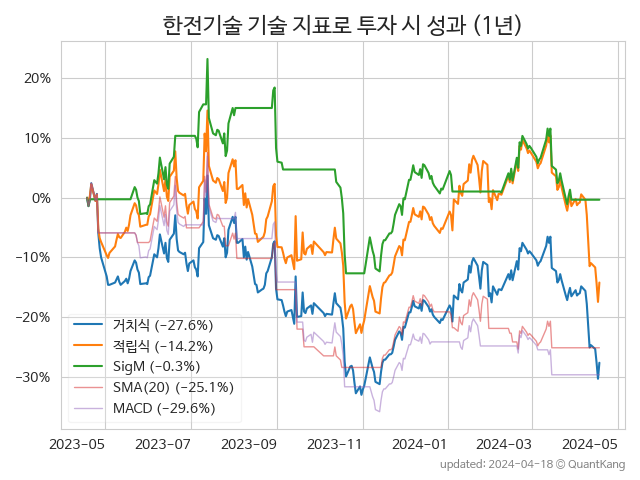 한전기술 기술 지표로 투자 시 성과 (1년)
20%
10%
0%
−10%
−20%
−30%
거치식 (−27.6%)
적립식 (−14.2%)
SigM (−0.3%)
SMA(20) (−25.1%)
MACD (−29.6%)
2023-05 2023-07 2023-09 2023-11 2024-01 2024-03 2024-05
updated: 2024-04-18 © QuantKang